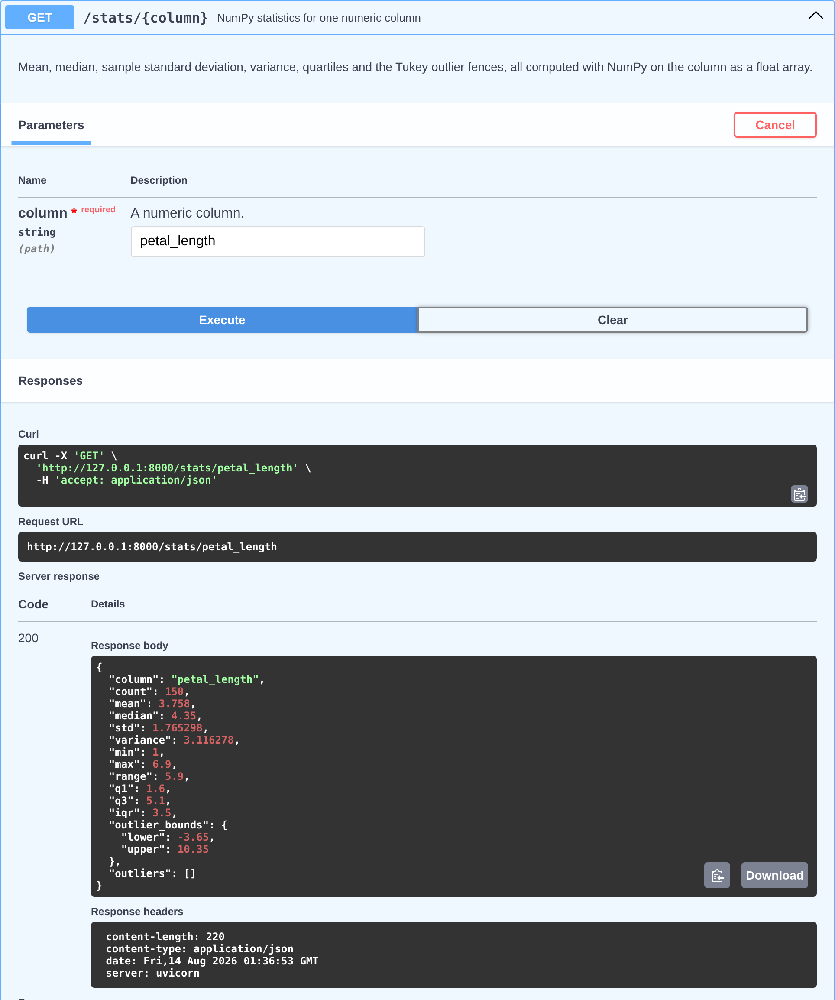 GET /stats/{column} NumPy statistics for one numeric column
Mean, median, sample standard deviation, variance, quartiles and the Tukey outlier fences, all computed with NumPy on the column as a float array.
Parameters
Cancel
Name Description
column * required
string
(path)
A numeric column.
petal_length
Execute
Clear
Responses
Curl
curl -X 'GET' \
  'http://127.0.0.1:8000/stats/petal_length' \
  -H 'accept: application/json'
Request URL
http://127.0.0.1:8000/stats/petal_length
Server response
Code Details
200
Response body
{
  "column": "petal_length",
  "count": 150,
  "mean": 3.758,
  "median": 4.35,
  "std": 1.765298,
  "variance": 3.116278,
  "min": 1,
  "max": 6.9,
  "range": 5.9,
  "q1": 1.6,
  "q3": 5.1,
  "iqr": 3.5,
  "outlier_bounds": {
    "lower": -3.65,
    "upper": 10.35
  },
  "outliers": []
}
Download
Response headers
content-length: 220
content-type: application/json
date: Fri,14 Aug 2026 01:36:53 GMT
server: uvicorn